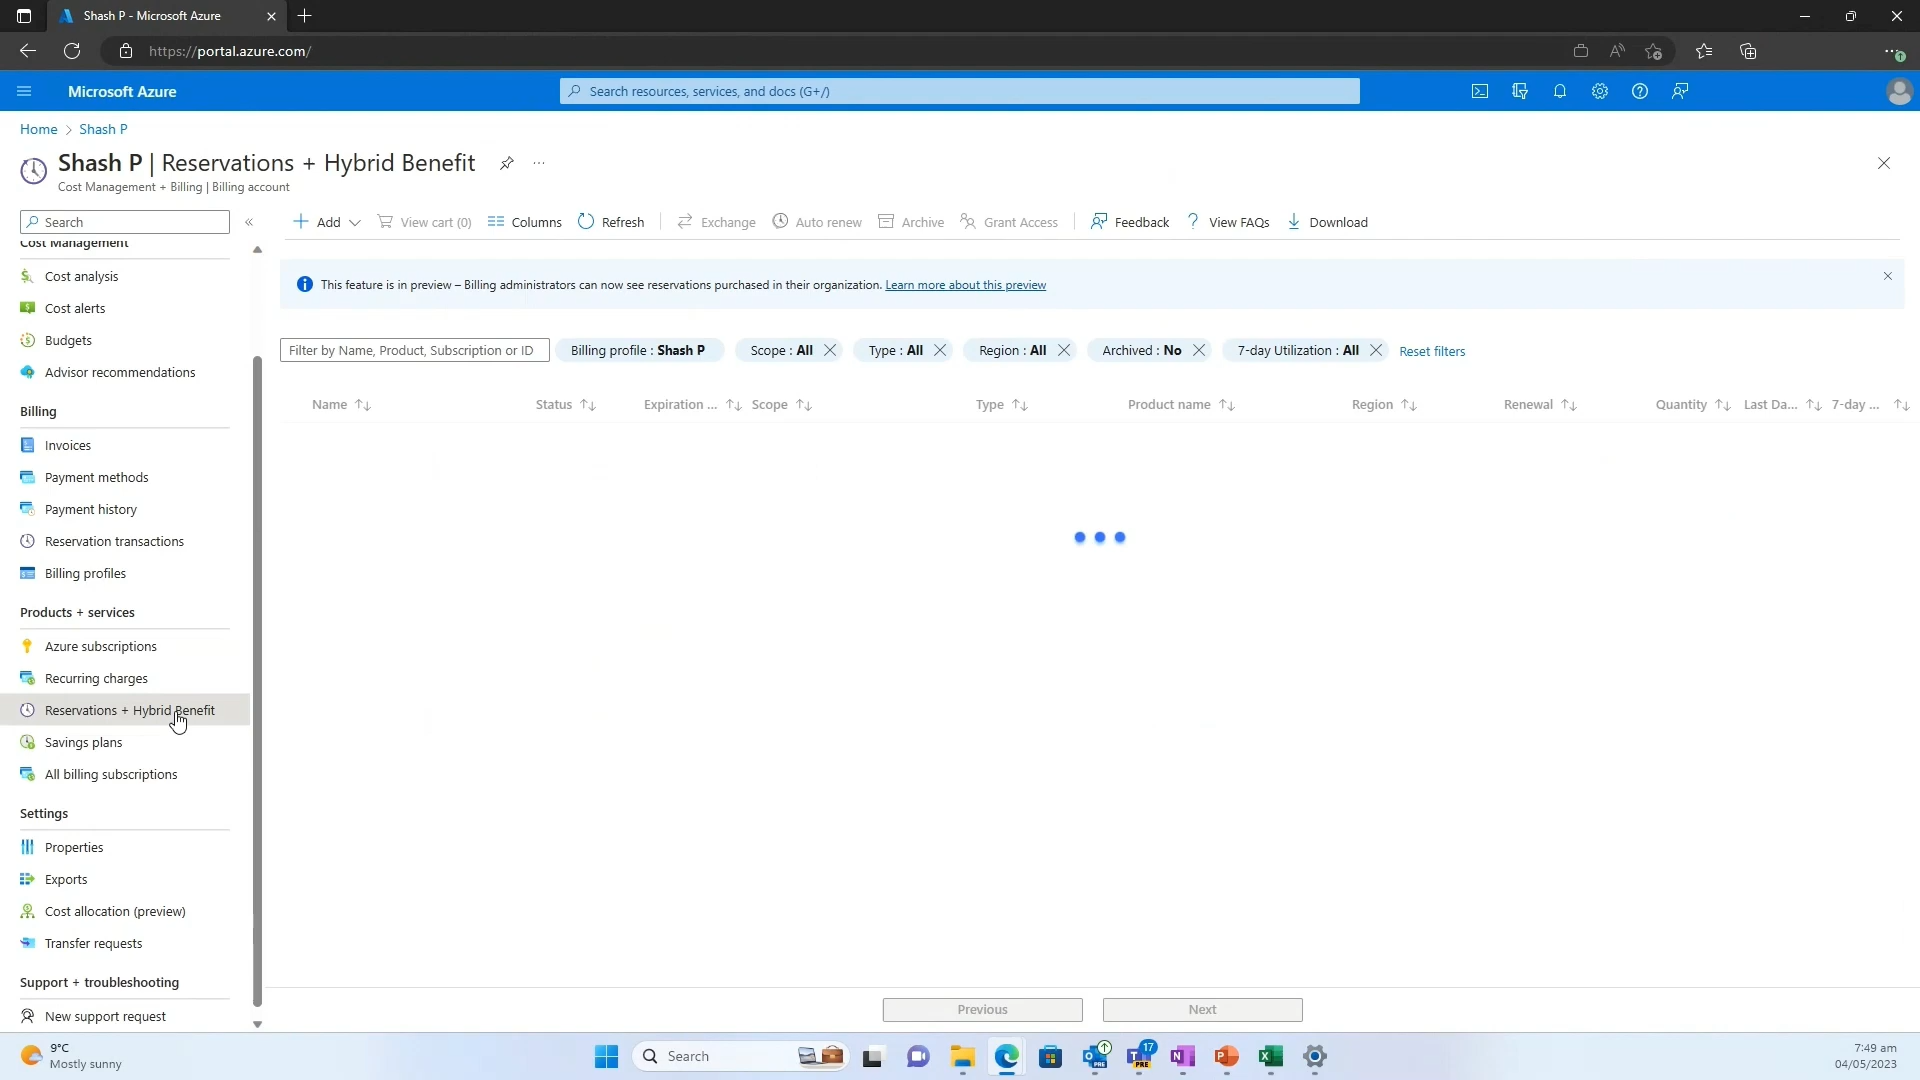 Shash P - Microsoft Azure
https://portal.azure.com/
Microsoft Azure
Search resources, services, and docs (G+/)
Home > Shash P
Shash P | Reservations + Hybrid Benefit
Cost Management + Billing | Billing account
Search
Add
View cart (0)
Columns
Refresh
Exchange
Auto renew
Archive
Grant Access
Feedback
View FAQs
Download
Cost Management
Cost analysis
Cost alerts
Budgets
Advisor recommendations
Billing
Invoices
Payment methods
Payment history
Reservation transactions
Billing profiles
Products + services
Azure subscriptions
Recurring charges
Reservations + Hybrid Benefit
Savings plans
All billing subscriptions
Settings
Properties
Exports
Cost allocation (preview)
Transfer requests
Support + troubleshooting
New support request
This feature is in preview – Billing administrators can now see reservations purchased in their organization. Learn more about this preview
Filter by Name, Product, Subscription or ID
Billing profile : Shash P
Scope : All
Type : All
Region : All
Archived : No
7-day Utilization : All
Reset filters
Name
Status
Expiration ...
Scope
Type
Product name
Region
Renewal
Quantity
Last Da...
7-day ...
Previous
Next
9°C
Mostly sunny
Search
PRE
17
PRE
7:49 am
04/05/2023